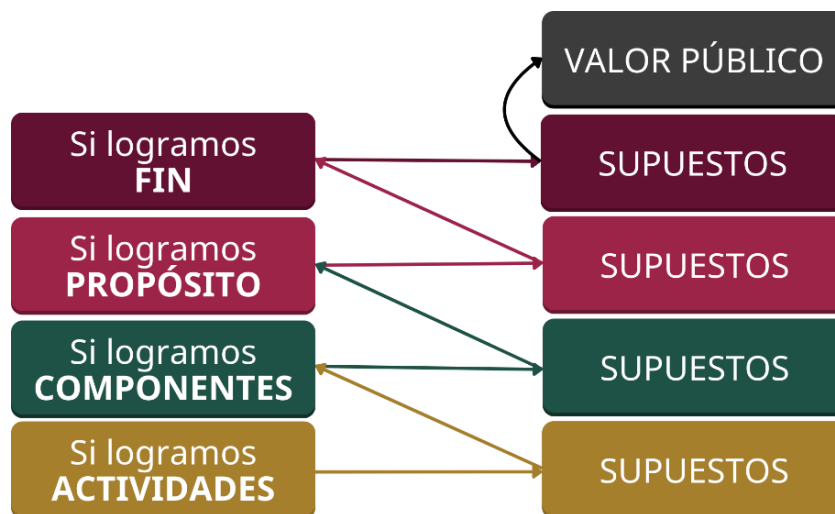 VALOR PÚBLICO
Si logramos
FIN
SUPUESTOS
Si logramos
PROPÓSITO
SUPUESTOS
Si logramos
COMPONENTES
SUPUESTOS
Si logramos
ACTIVIDADES
SUPUESTOS